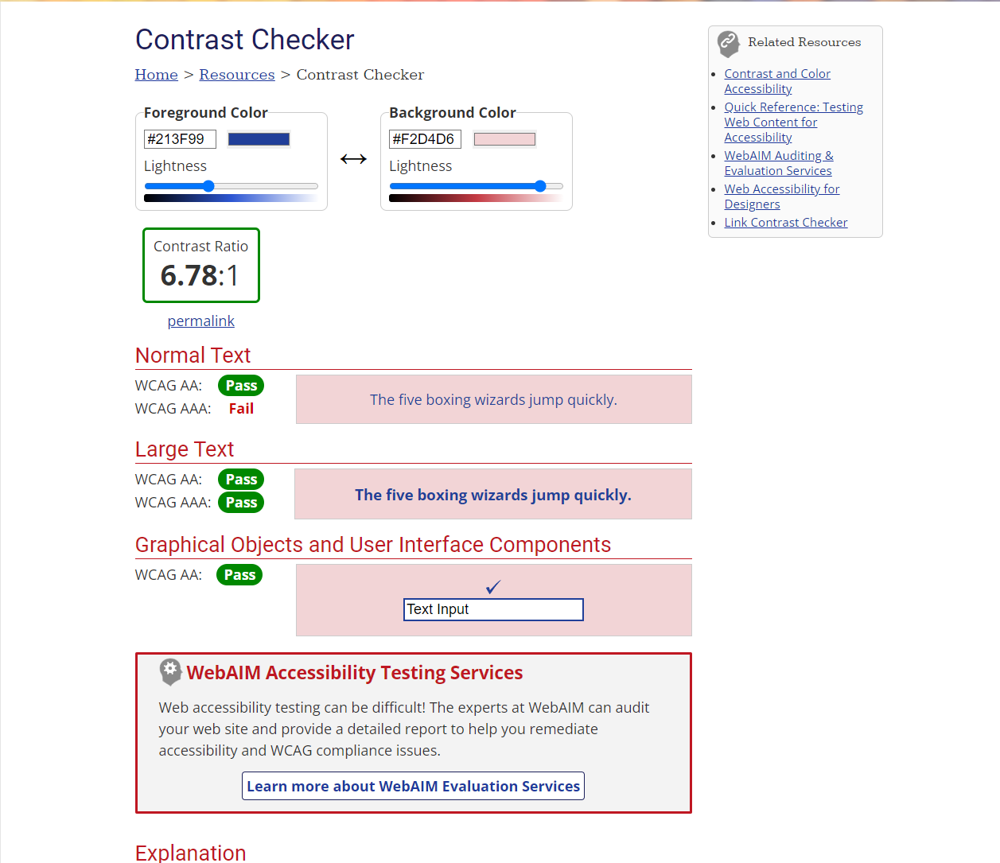 Contrast Checker
Home > Resources > Contrast Checker
Foreground Color
#213F99
Lightness
Background Color
#F2D4D6
Lightness
Contrast Ratio
6.78:1
permalink
Normal Text
WCAG AA: Pass
WCAG AAA: Fail
The five boxing wizards jump quickly.
Large Text
WCAG AA: Pass
WCAG AAA: Pass
The five boxing wizards jump quickly.
Graphical Objects and User Interface Components
WCAG AA: Pass
✓
Text Input
WebAIM Accessibility Testing Services
Web accessibility testing can be difficult! The experts at WebAIM can audit
your web site and provide a detailed report to help you remediate
accessibility and WCAG compliance issues.
Learn more about WebAIM Evaluation Services
Explanation
Related Resources
Contrast and Color
Accessibility
Quick Reference: Testing
Web Content for
Accessibility
WebAIM Auditing &
Evaluation Services
Web Accessibility for
Designers
Link Contrast Checker